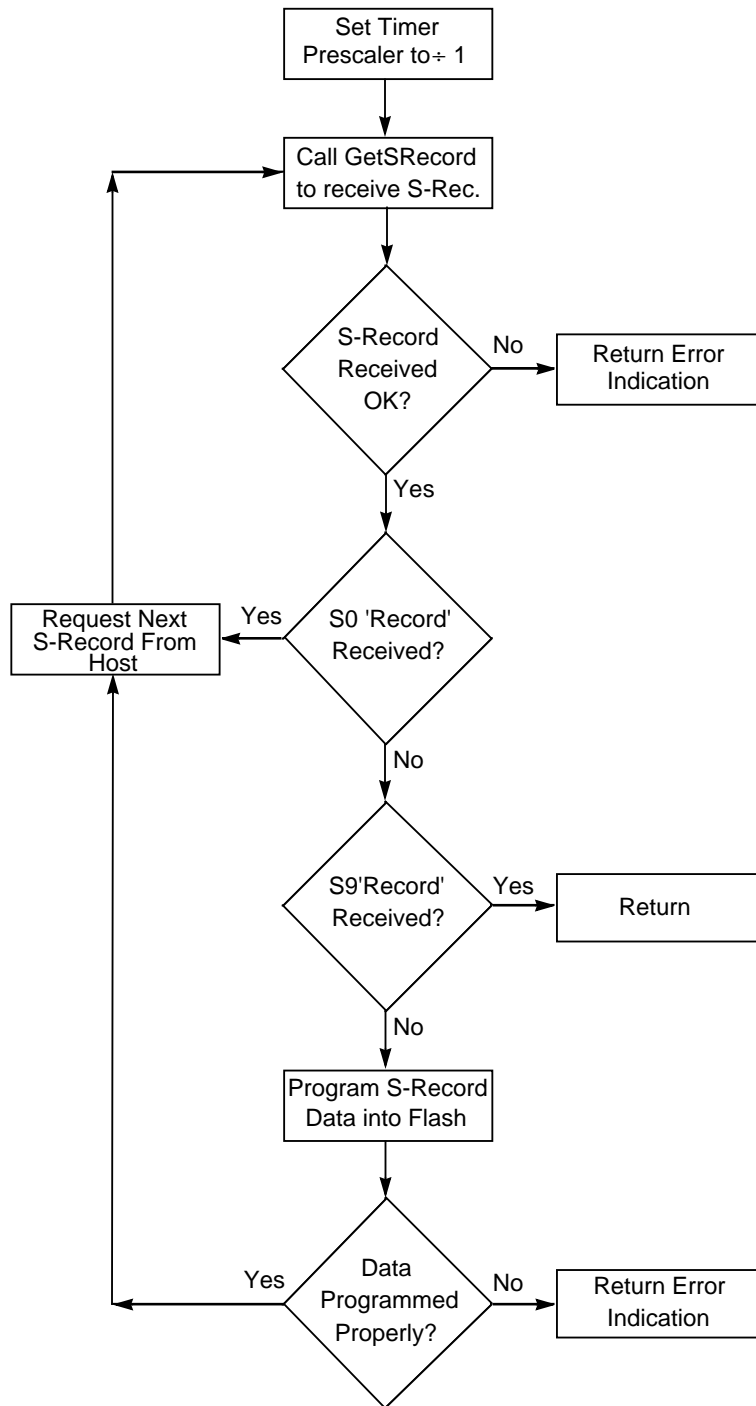 Set Timer
Prescaler to÷ 1
Call GetSRecord
to receive S-Rec.
S-Record
Received
OK?
No
Return Error
Indication
Yes
Request Next
S-Record From
Host
Yes
S0 'Record'
Received?
No
S9'Record'
Received?
Yes
Return
No
Program S-Record
Data into Flash
Yes
Data
Programmed
Properly?
No
Return Error
Indication